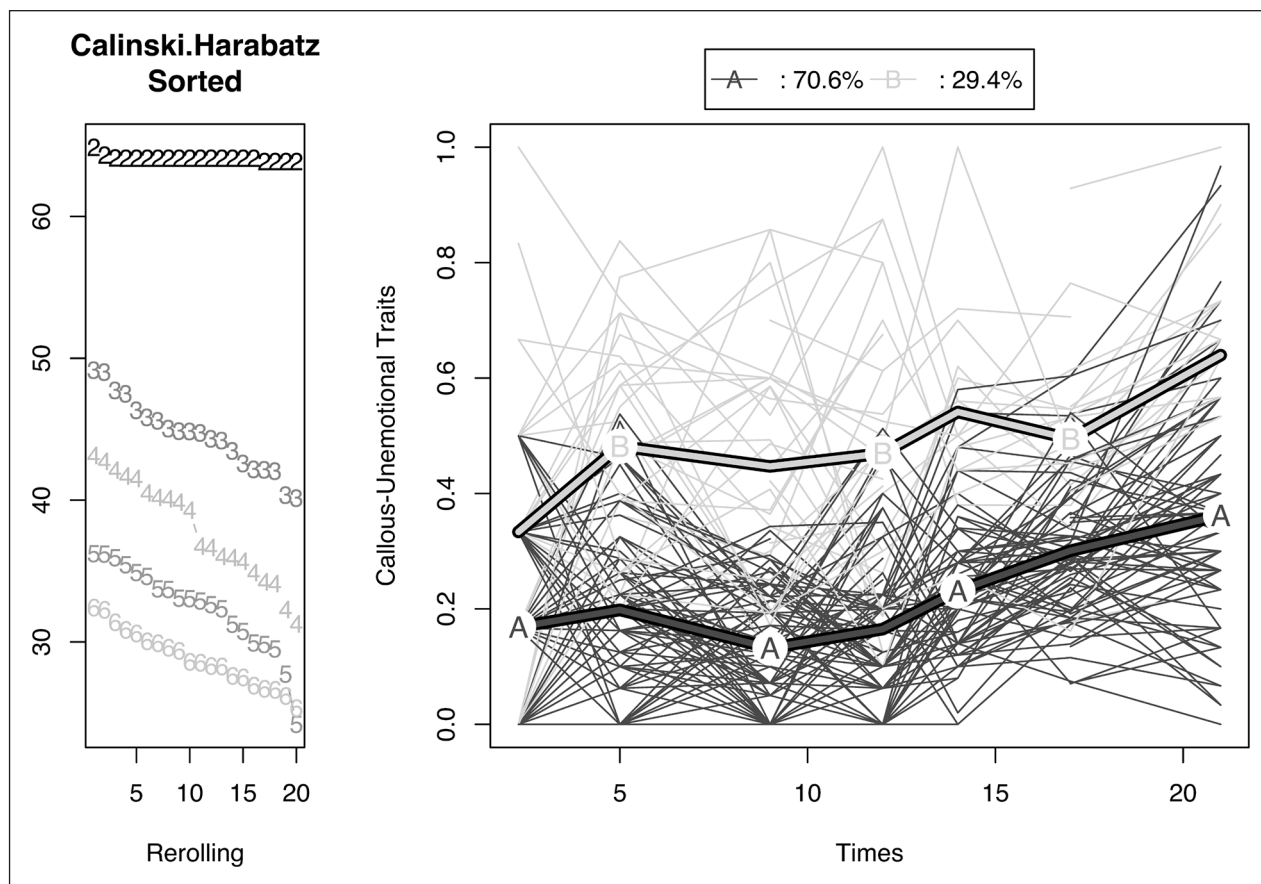 Calinski.Harabatz
Sorted
A : 70.6% B : 29.4%
60
50
40
30
5 10 15 20
Rerolling
Callous-Unemotional Traits
1.0
0.8
0.6
0.4
0.2
0.0
B B B
A A A A
5 10 15 20
Times